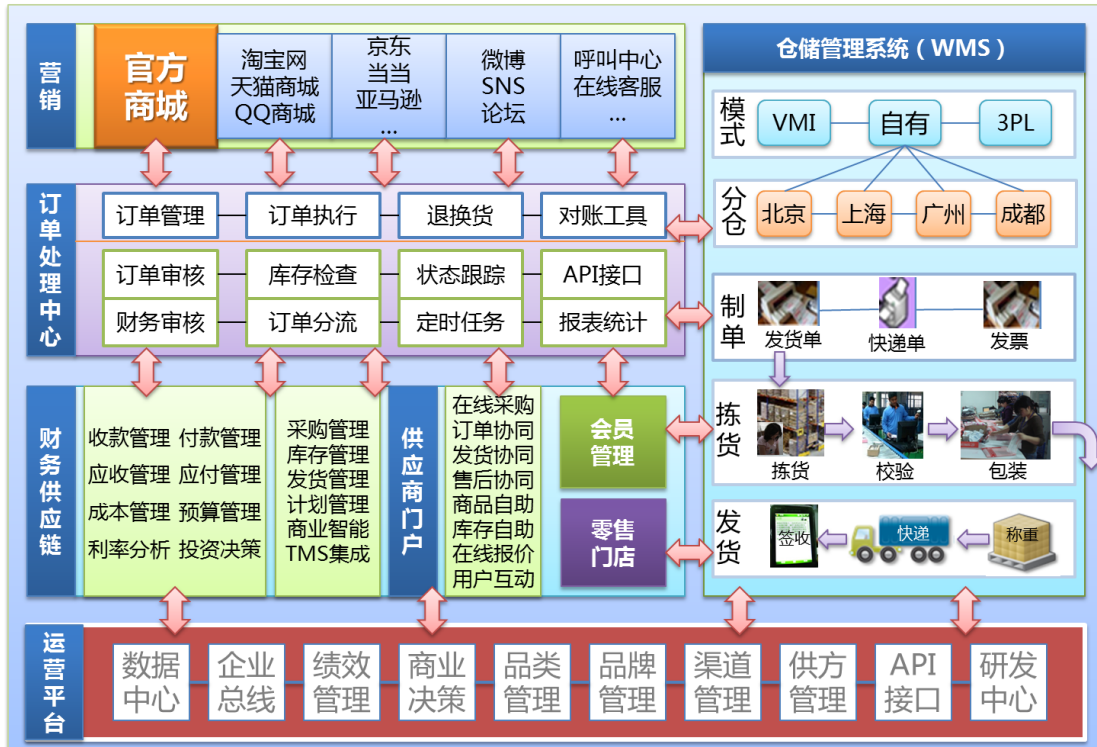 营销
官方
商城
淘宝网
天猫商城
QQ商城
京东
当当
亚马逊
...
微博
SNS
论坛
呼叫中心
在线客服
...
订单处理中心
订单管理
订单执行
退换货
对账工具
订单审核
库存检查
状态跟踪
API接口
财务审核
订单分流
定时任务
报表统计
财务供应链
收款管理 付款管理
应收管理 应付管理
成本管理 预算管理
利率分析 投资决策
采购管理
库存管理
发货管理
计划管理
商业智能
TMS集成
供应商门户
在线采购
订单协同
发货协同
售后协同
商品自助
库存自助
在线报价
用户互动
会员
管理
零售
门店
仓储管理系统（WMS）
模式
VMI
自有
3PL
分仓
北京
上海
广州
成都
制单
发货单
快递单
发票
拣货
拣货
校验
包装
发货
签收
快递
称重
运营平台
数据
中心
企业
总线
绩效
管理
商业
决策
品类
管理
品牌
管理
渠道
管理
供方
管理
API
接口
研发
中心